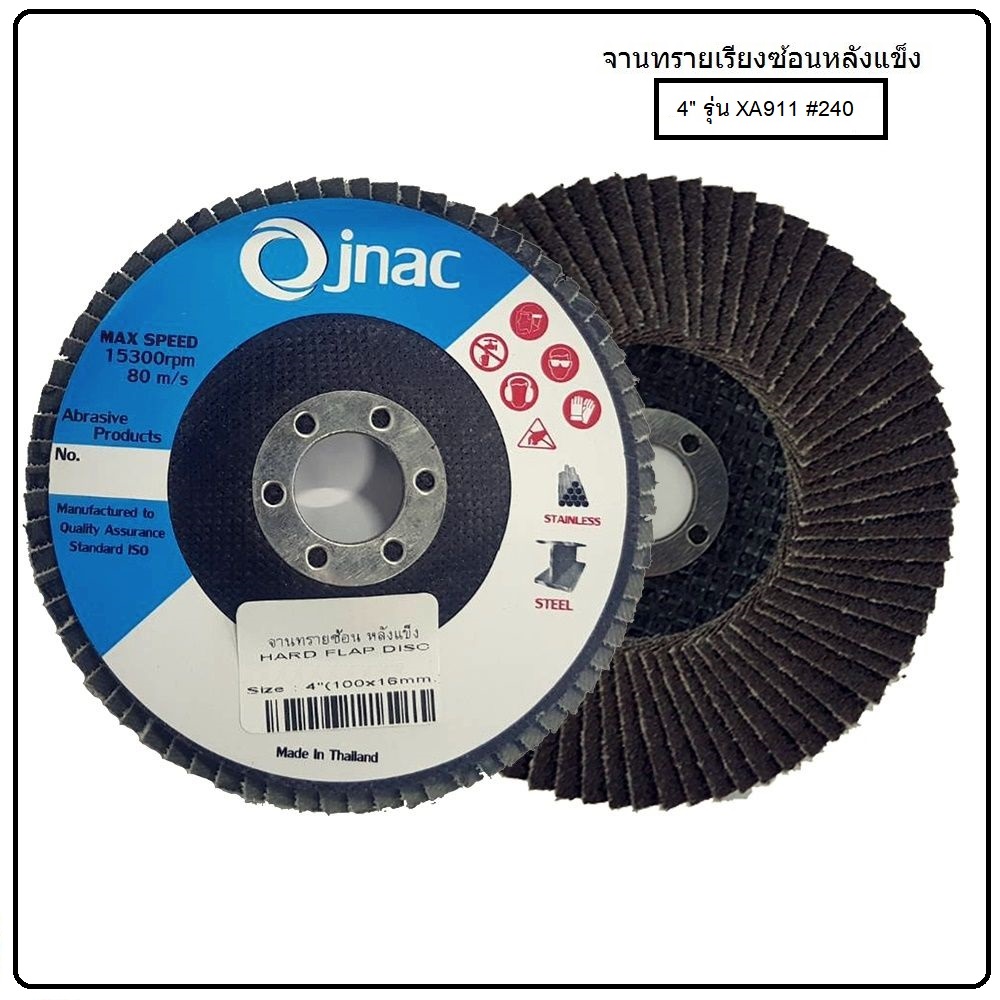 จานทรายเรียงซ้อนหลังแข็ง
4" รุ่น XA911 #240
jnac
MAX SPEED
15300rpm
80 m/s
Abrasive
Products
No.
Manufactured to
Quality Assurance
Standard ISO
STAINLESS
STEEL
จานทรายซ้อน หลังแข็ง
HARD FLAP DISC
Size : 4"(100x16mm.
Made In Thailand